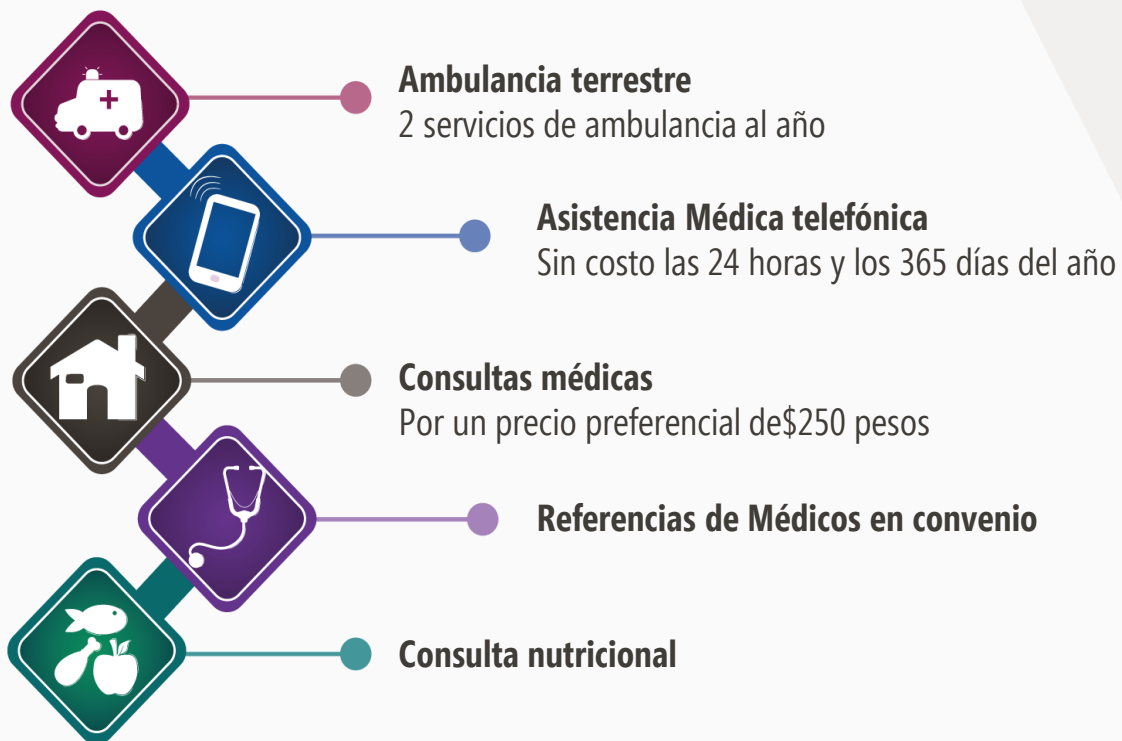 Ambulancia terrestre
2 servicios de ambulancia al año
Asistencia Médica telefónica
Sin costo las 24 horas y los 365 días del año
Consultas médicas
Por un precio preferencial de$250 pesos
Referencias de Médicos en convenio
Consulta nutricional